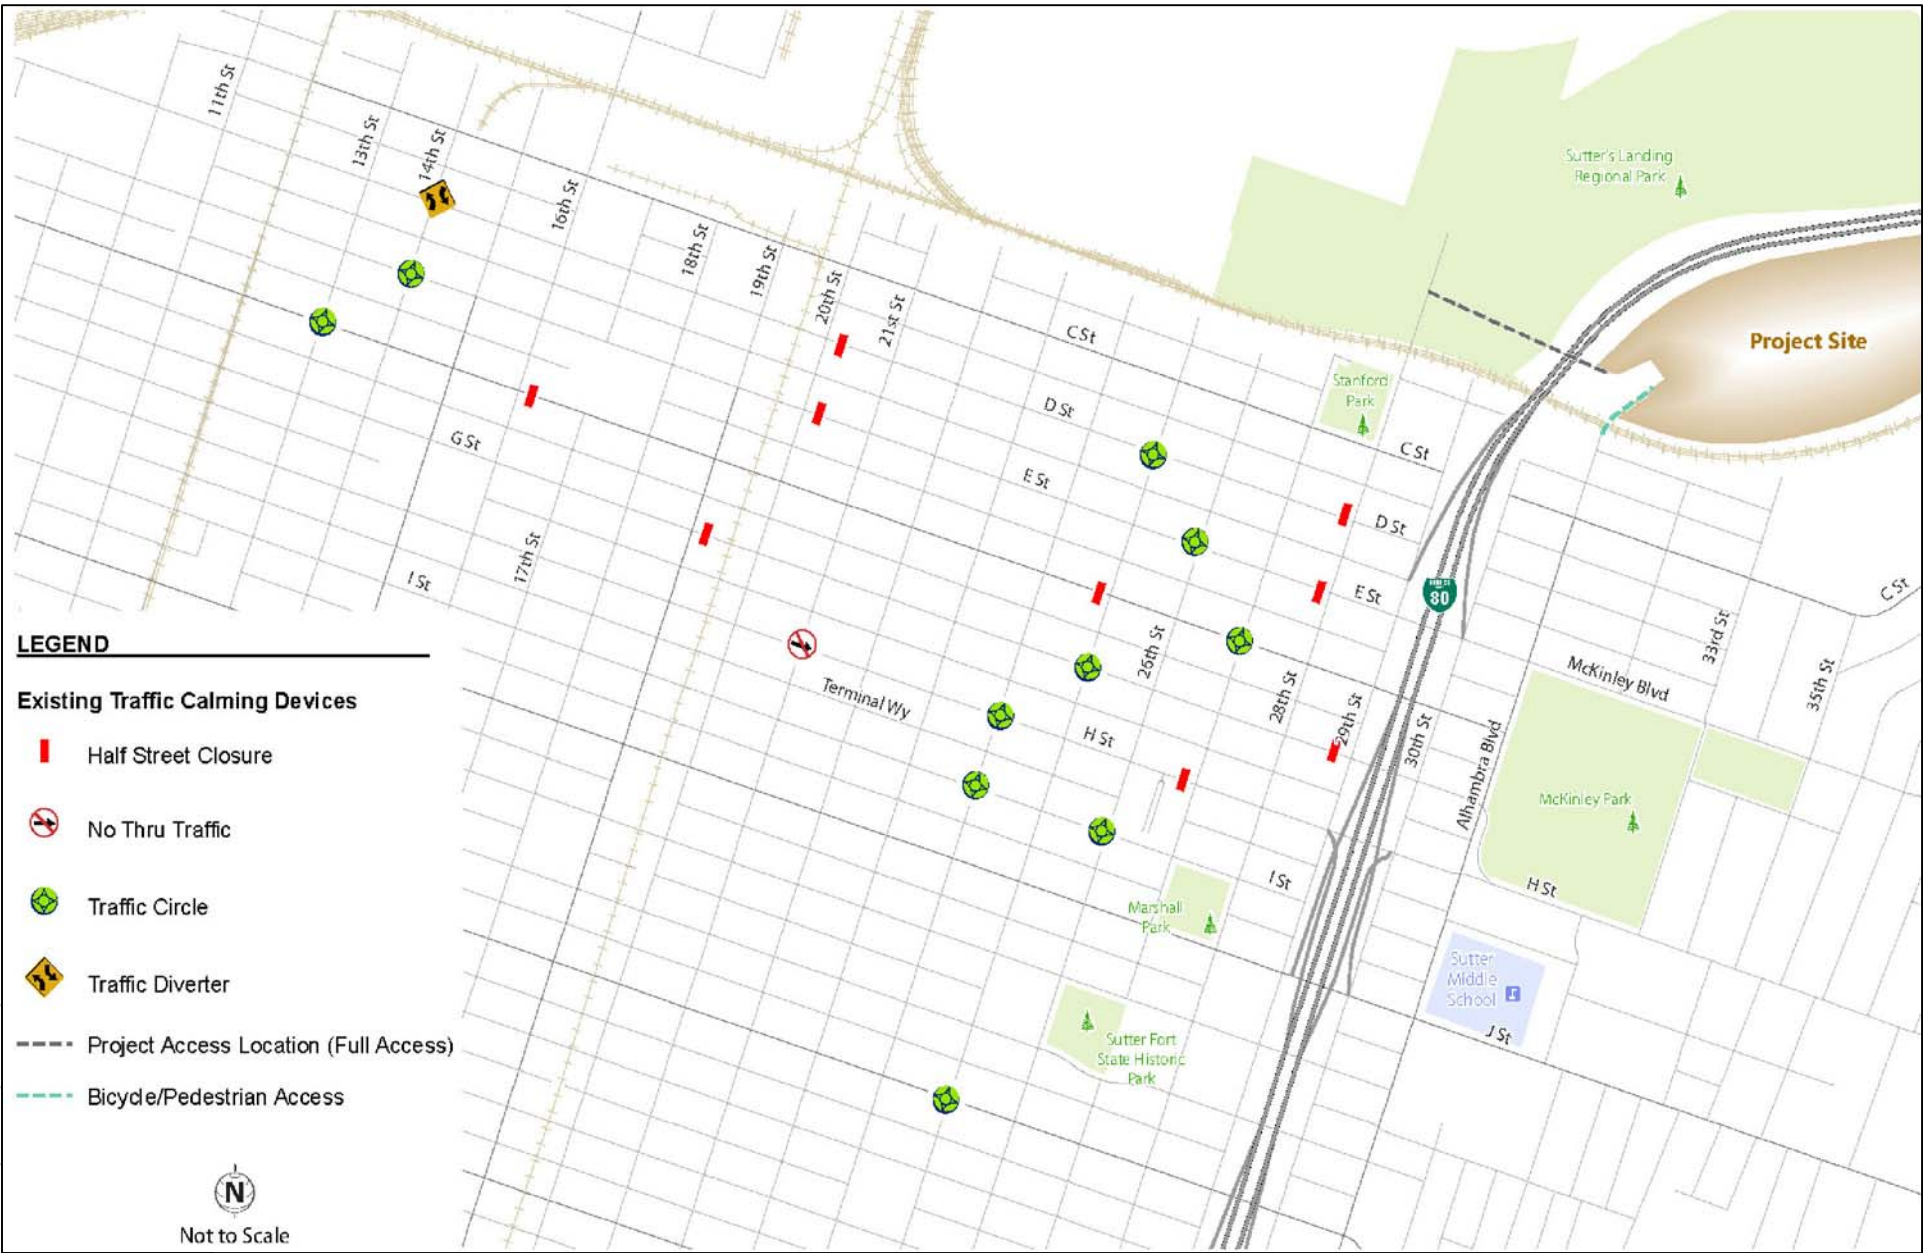 11th St
13th St
14th St
16th St
18th St
19th St
20th St
21st St
Sutter's Landing
Regional Park
C St
Project Site
Stanford
Park
D St
C St
G St
E St
D St
17th St
I St
E St
80
C St
26th St
33rd St
McKinley Blvd
35th St
Terminal Wy
28th St
29th St
H St
30th St
Alhambra Blvd
McKinley Park
I St
H St
Marshall
Park
Sutter
Middle
School
J St
Sutter Fort
State Historic
Park
LEGEND
Existing Traffic Calming Devices
Half Street Closure
No Thru Traffic
Traffic Circle
Traffic Diverter
Project Access Location (Full Access)
Bicycle/Pedestrian Access
N
Not to Scale